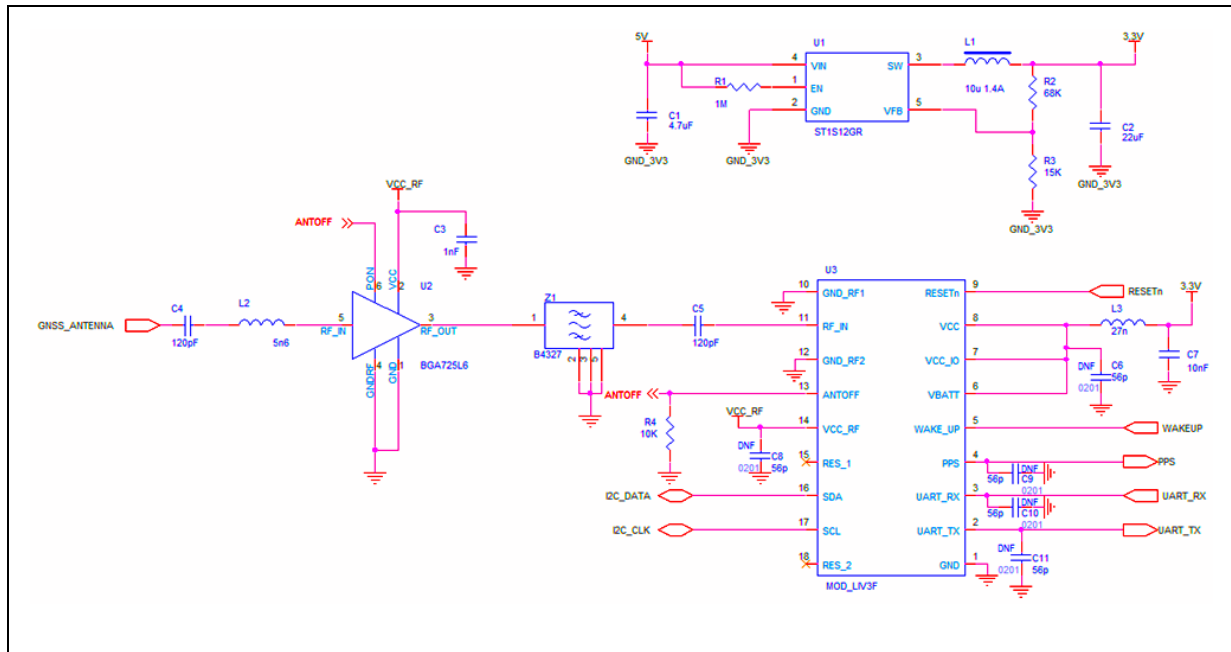 5V
U1
L1
3,3V
4
VIN
SW
3
R1
1
EN
10u 1.4A
R2
68K
1M
2
GND
VFB
5
C1
4.7uF
C2
22uF
ST1S12GR
GND_3V3
GND_3V3
R3
15K
GND_3V3
GND_3V3
VCC_RF
ANTOFF
C3
1nF
PON
6
VCC
2
U2
C4
L2
GNSS_ANTENNA
5
RF_IN
3
RF_OUT
120pF
5n6
GNDRF
4
GND
1
BGA725L6
Z1
1
4
B4327
2
3
5
C5
120pF
U3
10
GND_RF1
RESETn
9
RESETn
11
RF_IN
VCC
8
L3
27n
3.3V
12
GND_RF2
VCC_IO
7
DNF
C6
56p
0201
C7
10nF
ANTOFF
13
ANTOFF
VBATT
6
R4
10K
VCC_RF
14
VCC_RF
WAKE_UP
5
WAKEUP
DNF
C8
0201
56p
15
RES_1
PPS
4
PPS
56p
DNF
C9
0201
I2C_DATA
16
SDA
UART_RX
3
UART_RX
56p
DNF
C10
0201
I2C_CLK
17
SCL
UART_TX
2
UART_TX
18
RES_2
GND
1
DNF
C11
0201
56p
MOD_LIV3F